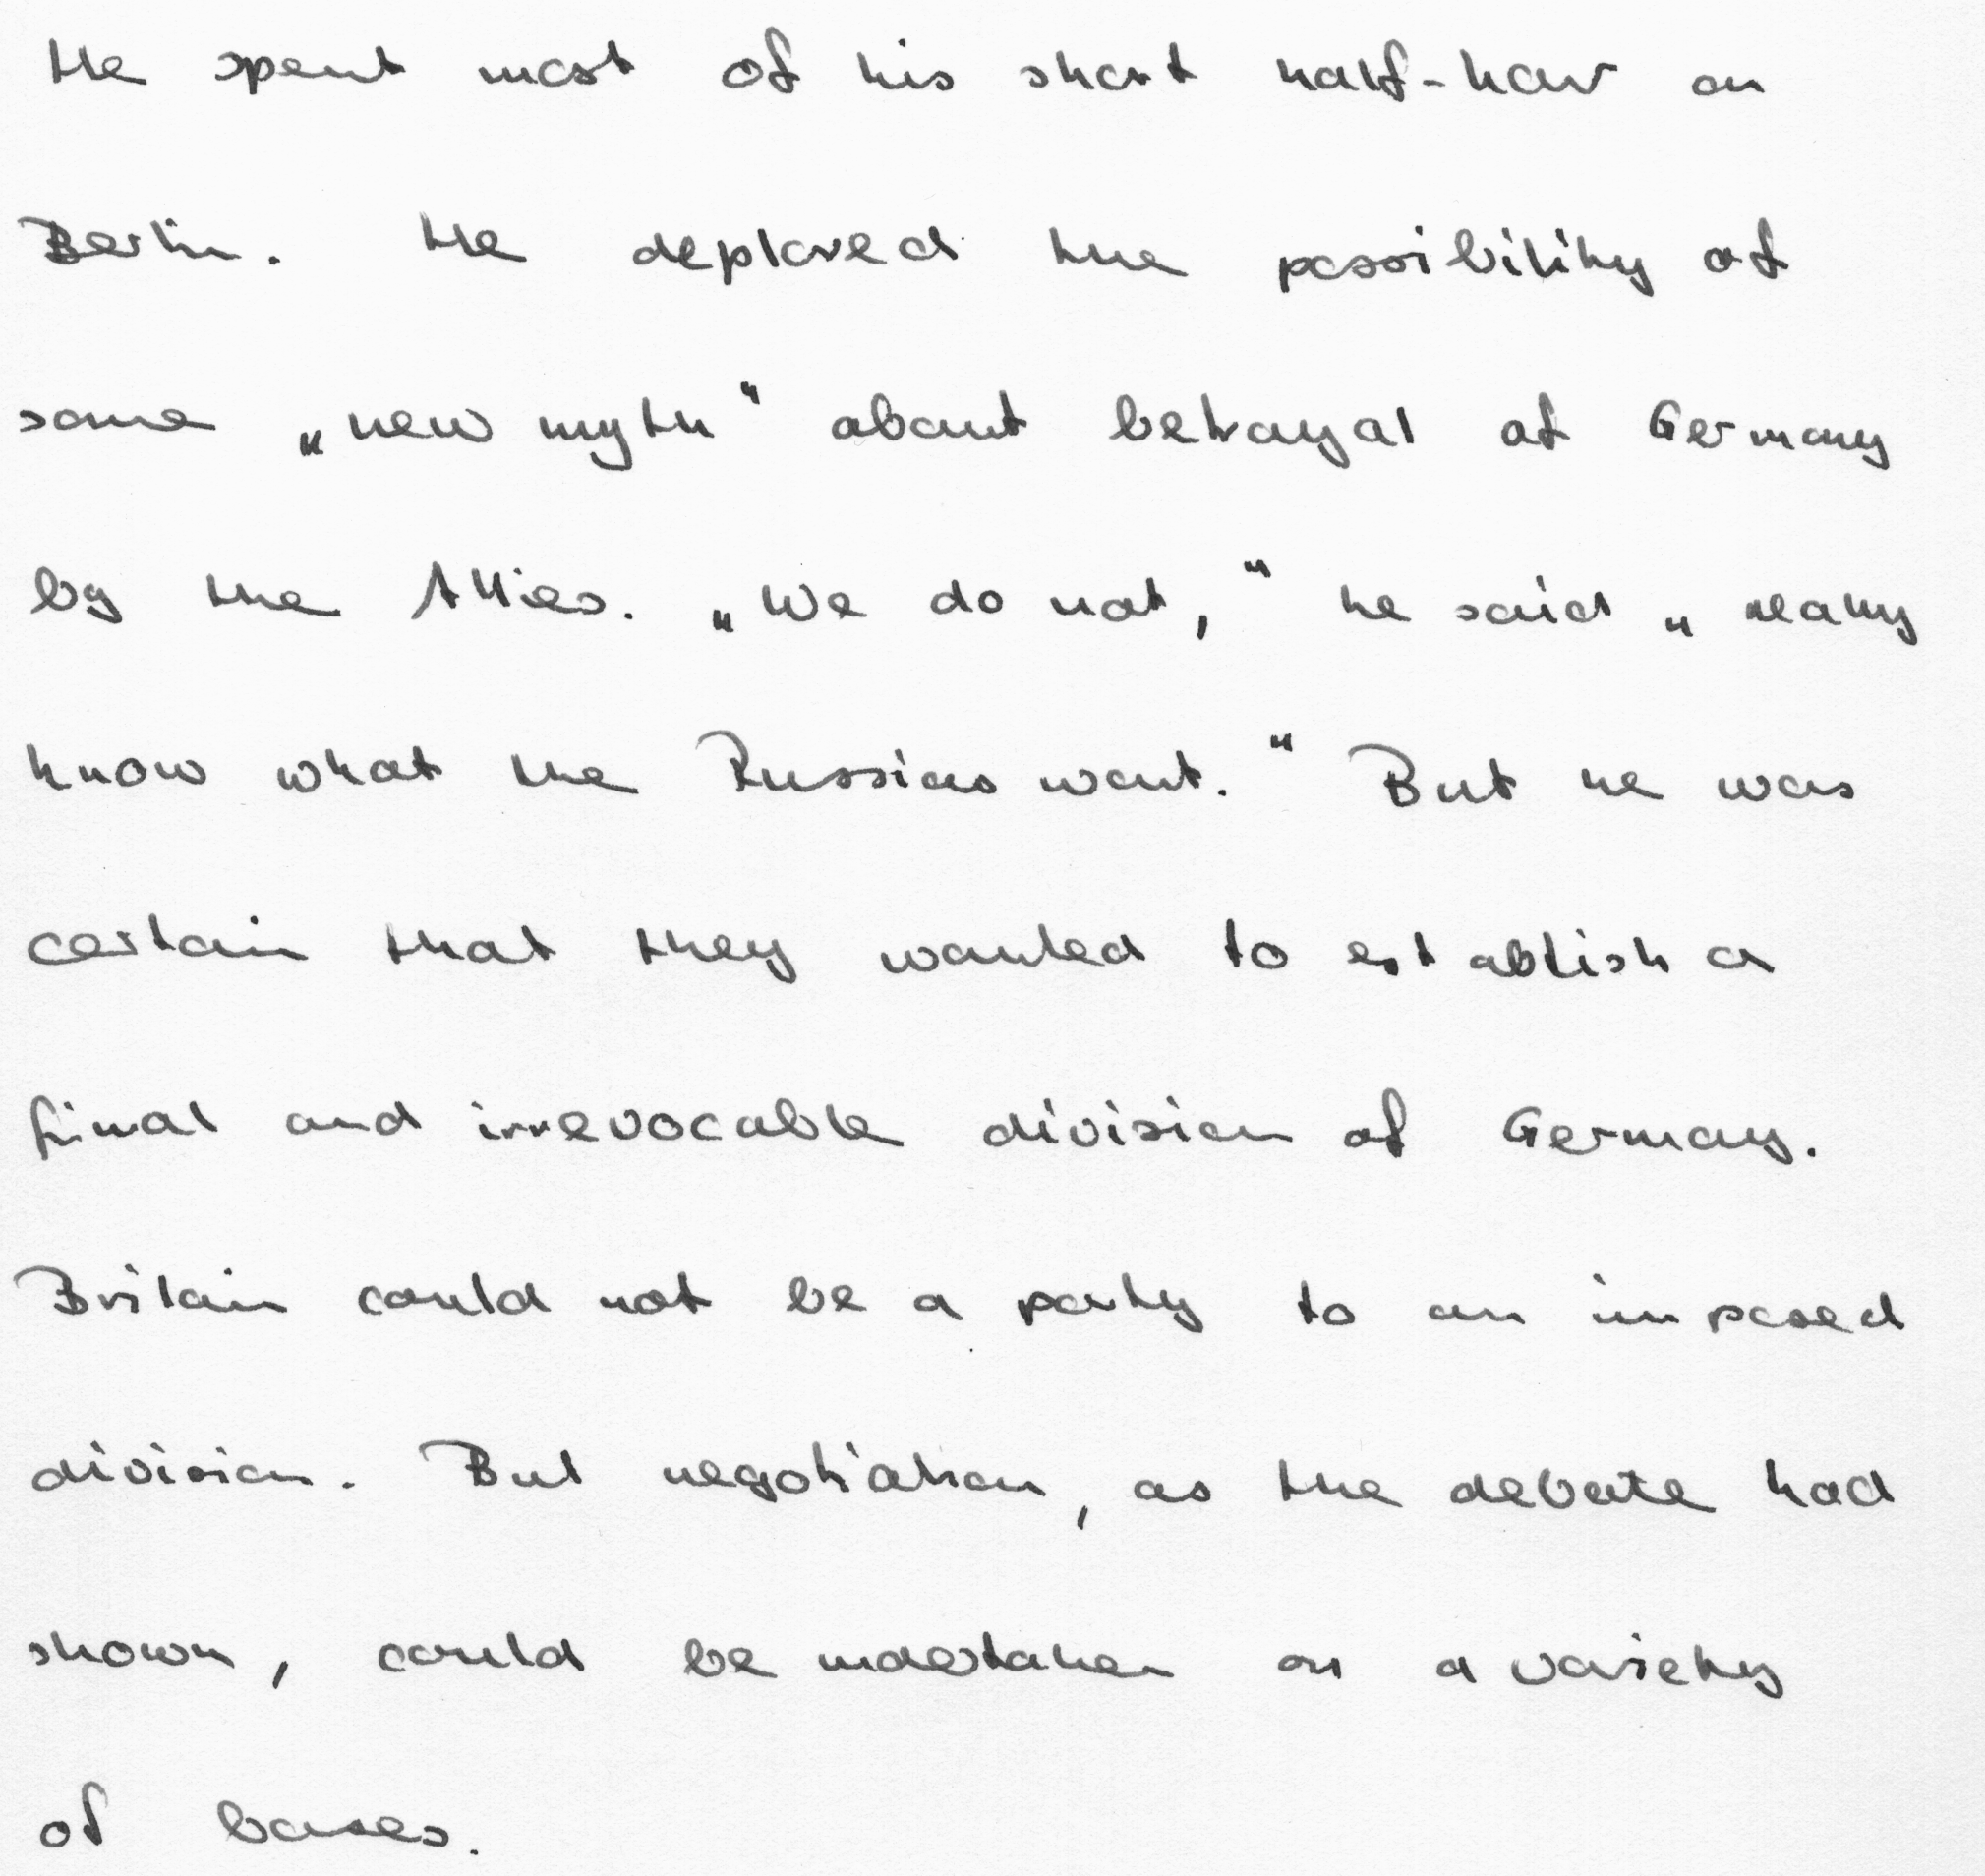 He spent most of his short half-hour on
Berlin. He deplored the possibility of
some „new myth“ about betrayal of Germany
by the Allies. „We do not,“ he said „really
know what the Russians want.“ But he was
certain that they wanted to establish a
final and irrevocable division of Germany.
Britain could not be a party to an imposed
division. But negotiation, as the debate had
shown, could be undertaken on a variety
of bases.